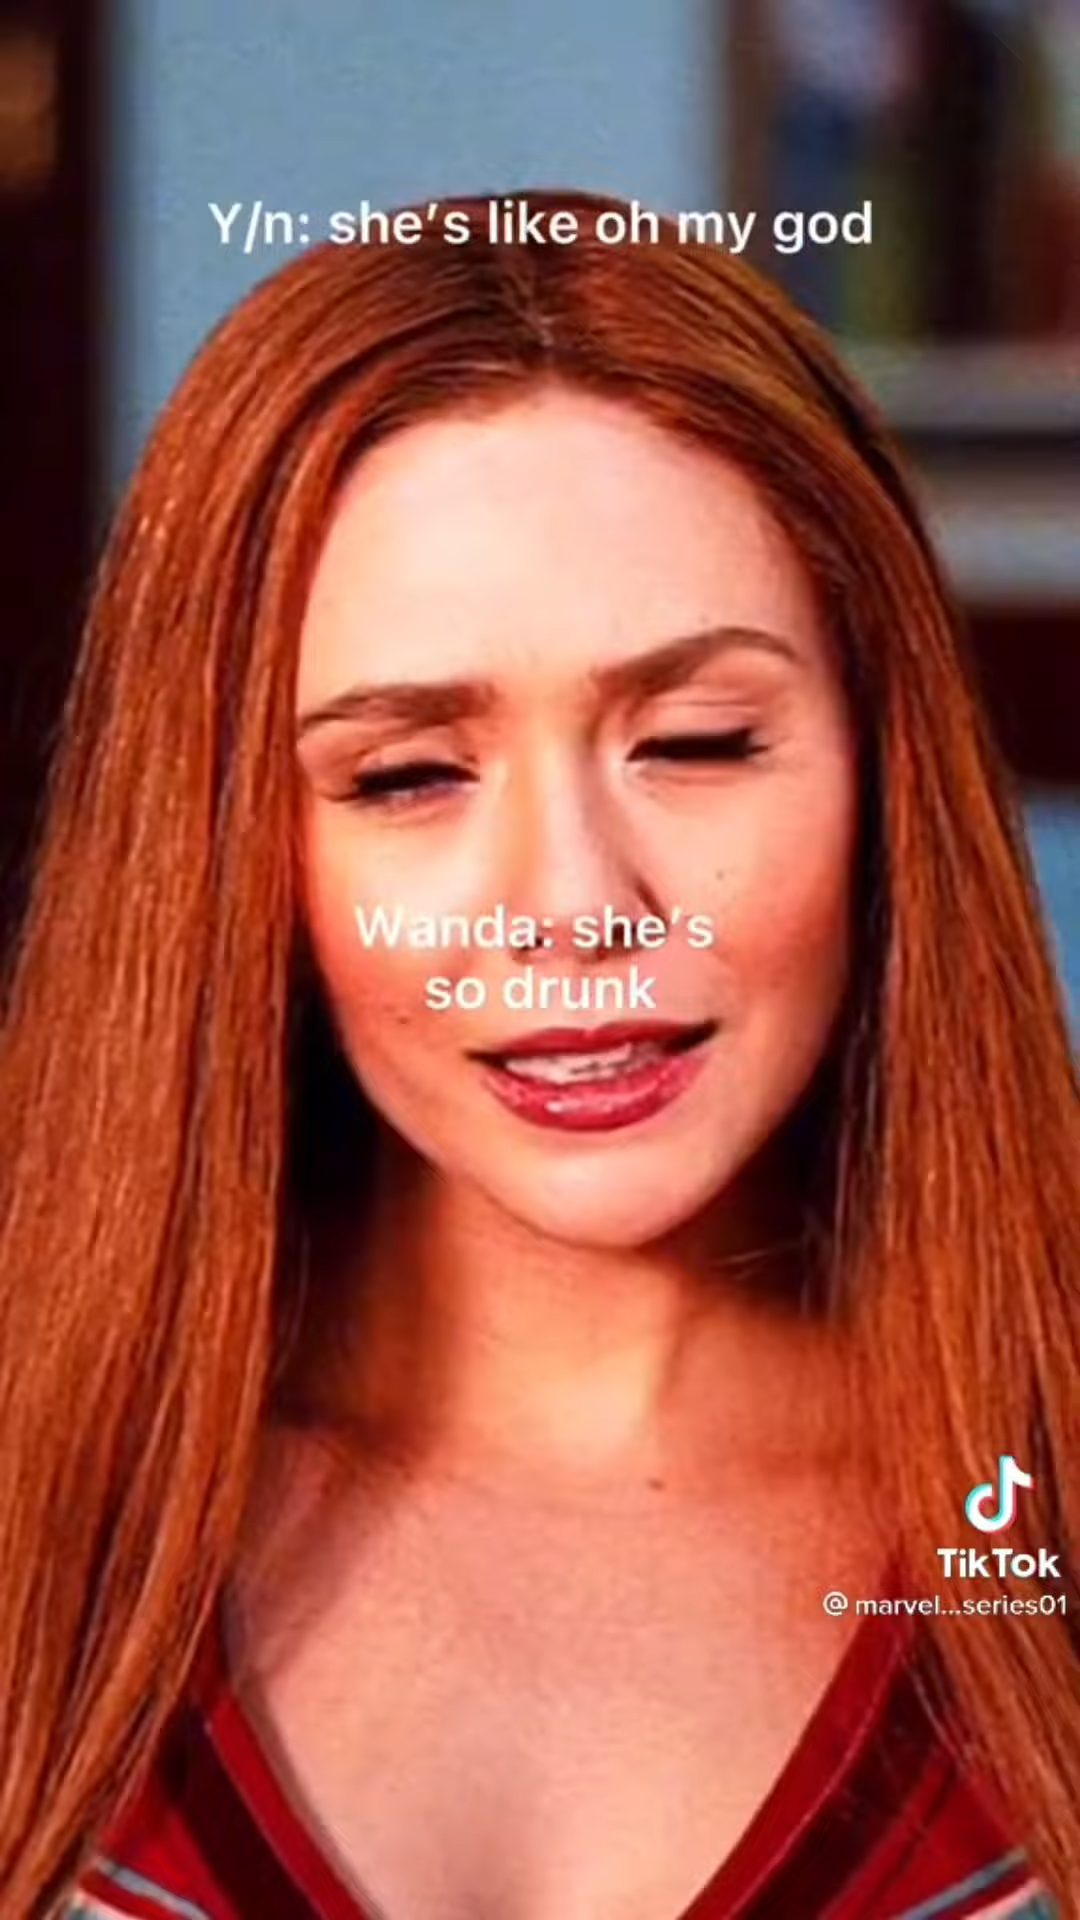 Y/n: she's like oh my god
Wanda: she's
so drunk
TikTok
@ marvel...series01